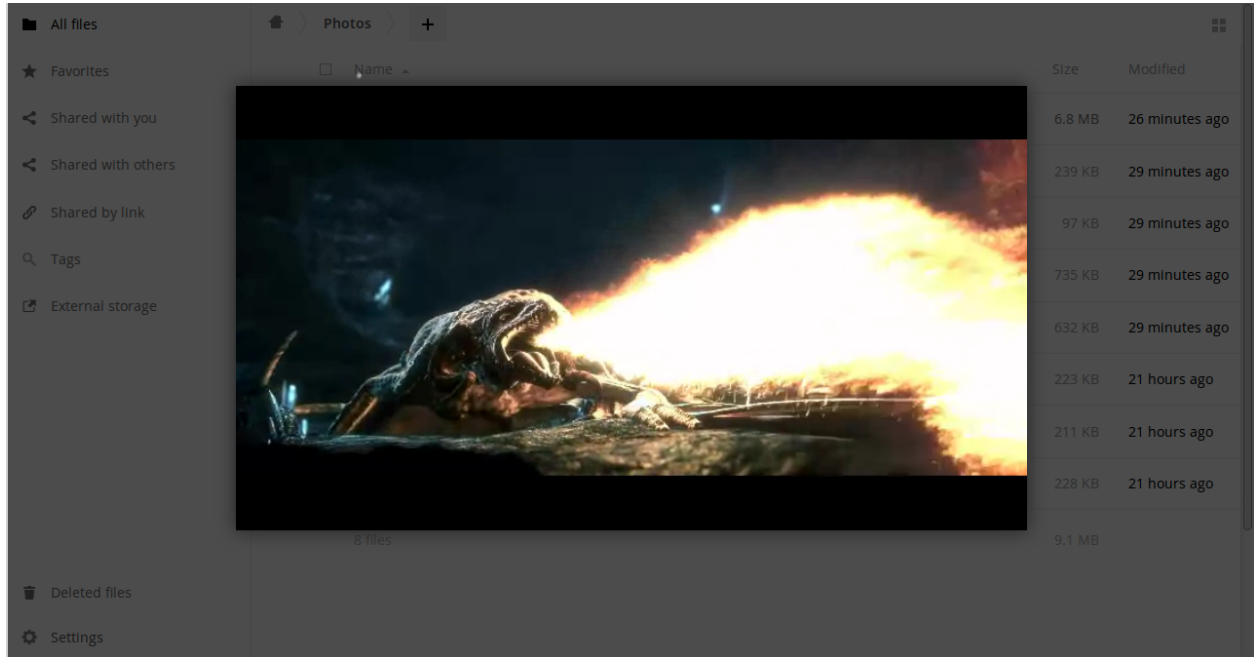 All files
Photos +
Favorites
Name
Size Modified
Shared with you
6.8 MB 26 minutes ago
Shared with others
239 KB 29 minutes ago
Shared by link
97 KB 29 minutes ago
Tags
735 KB 29 minutes ago
External storage
632 KB 29 minutes ago
223 KB 21 hours ago
211 KB 21 hours ago
228 KB 21 hours ago
8 files 9.1 MB
Deleted files
Settings